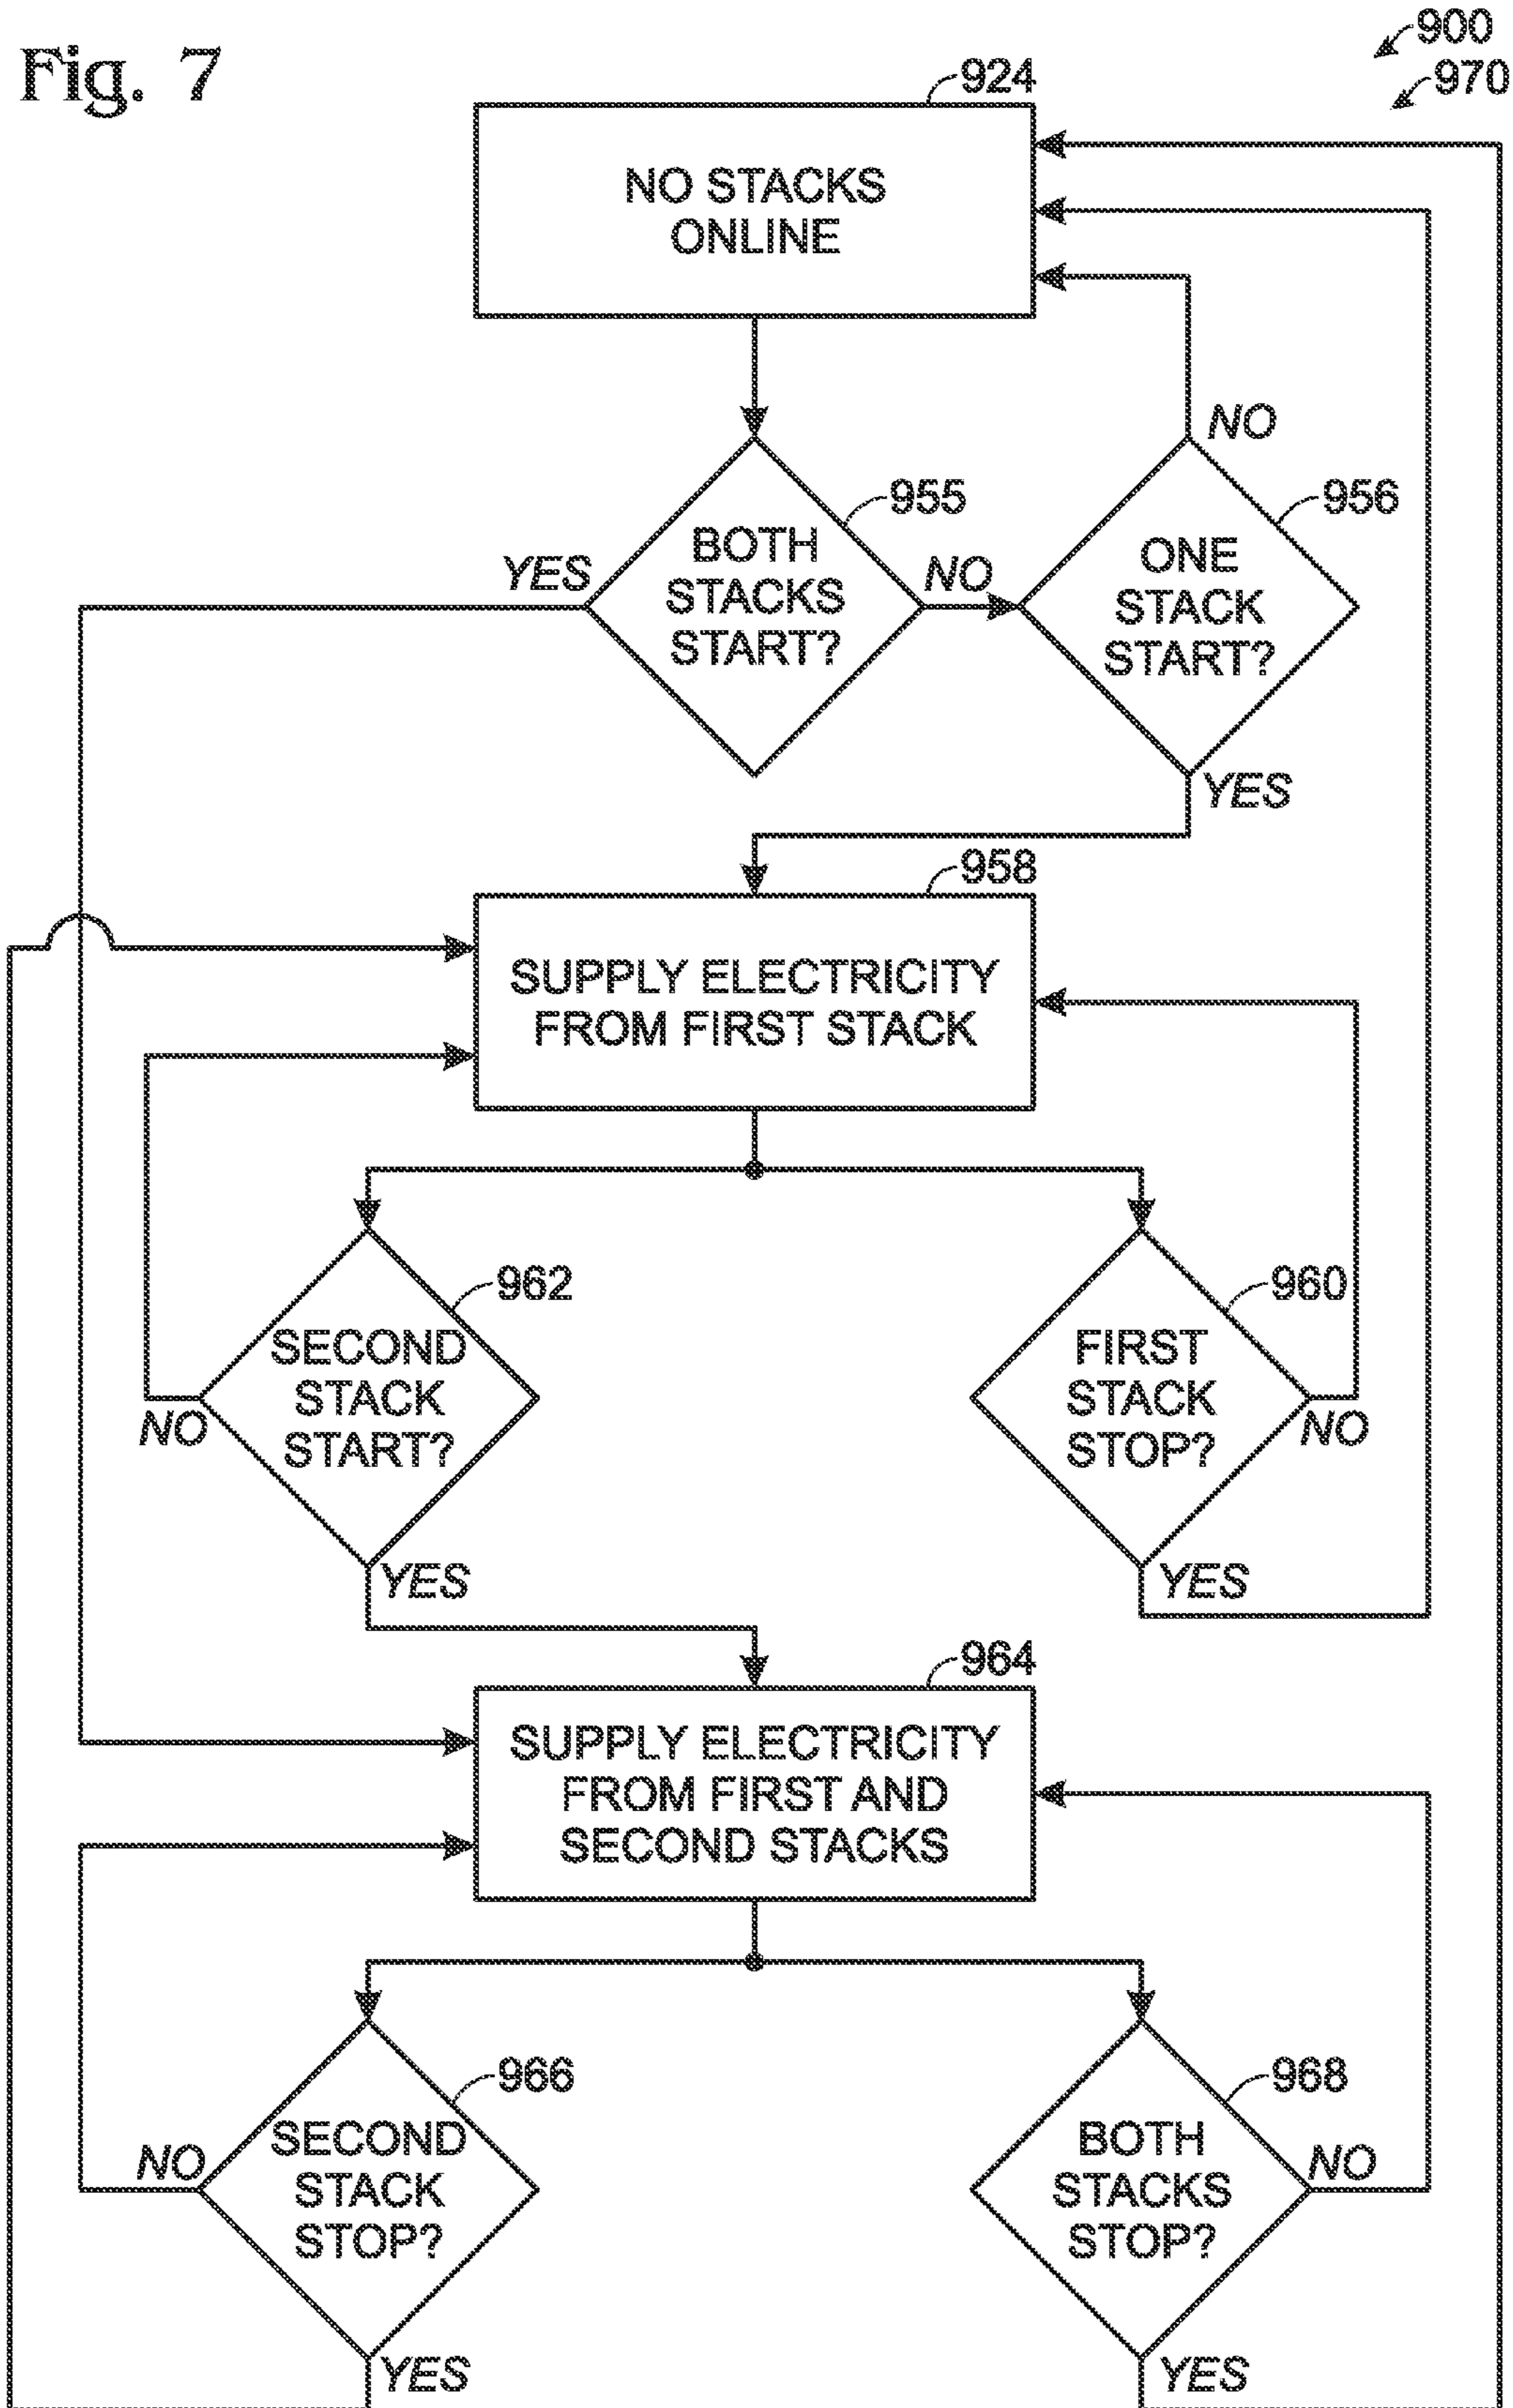 Fig. 7
900
970
924
NO STACKS
ONLINE
NO
955
956
YES
BOTH
STACKS
START?
NO
ONE
STACK
START?
YES
958
SUPPLY ELECTRICITY
FROM FIRST STACK
962
960
SECOND
STACK
START?
NO
FIRST
STACK
STOP?
NO
YES
YES
964
SUPPLY ELECTRICITY
FROM FIRST AND
SECOND STACKS
966
968
NO
SECOND
STACK
STOP?
BOTH
STACKS
STOP?
NO
YES
YES